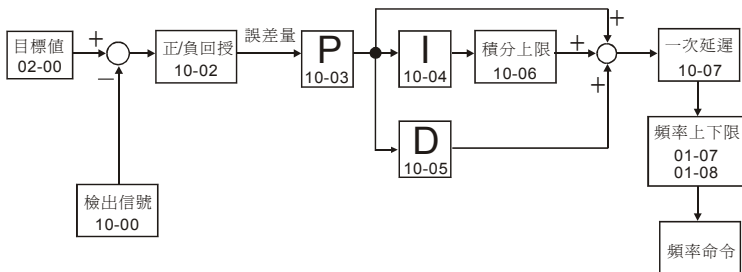 目標值
02-00
+
−
正/負回授
10-02
誤差量
P
10-03
I
10-04
積分上限
10-06
D
10-05
+
+
+
一次延遲
10-07
頻率上下限
01-07
01-08
頻率命令
檢出信號
10-00